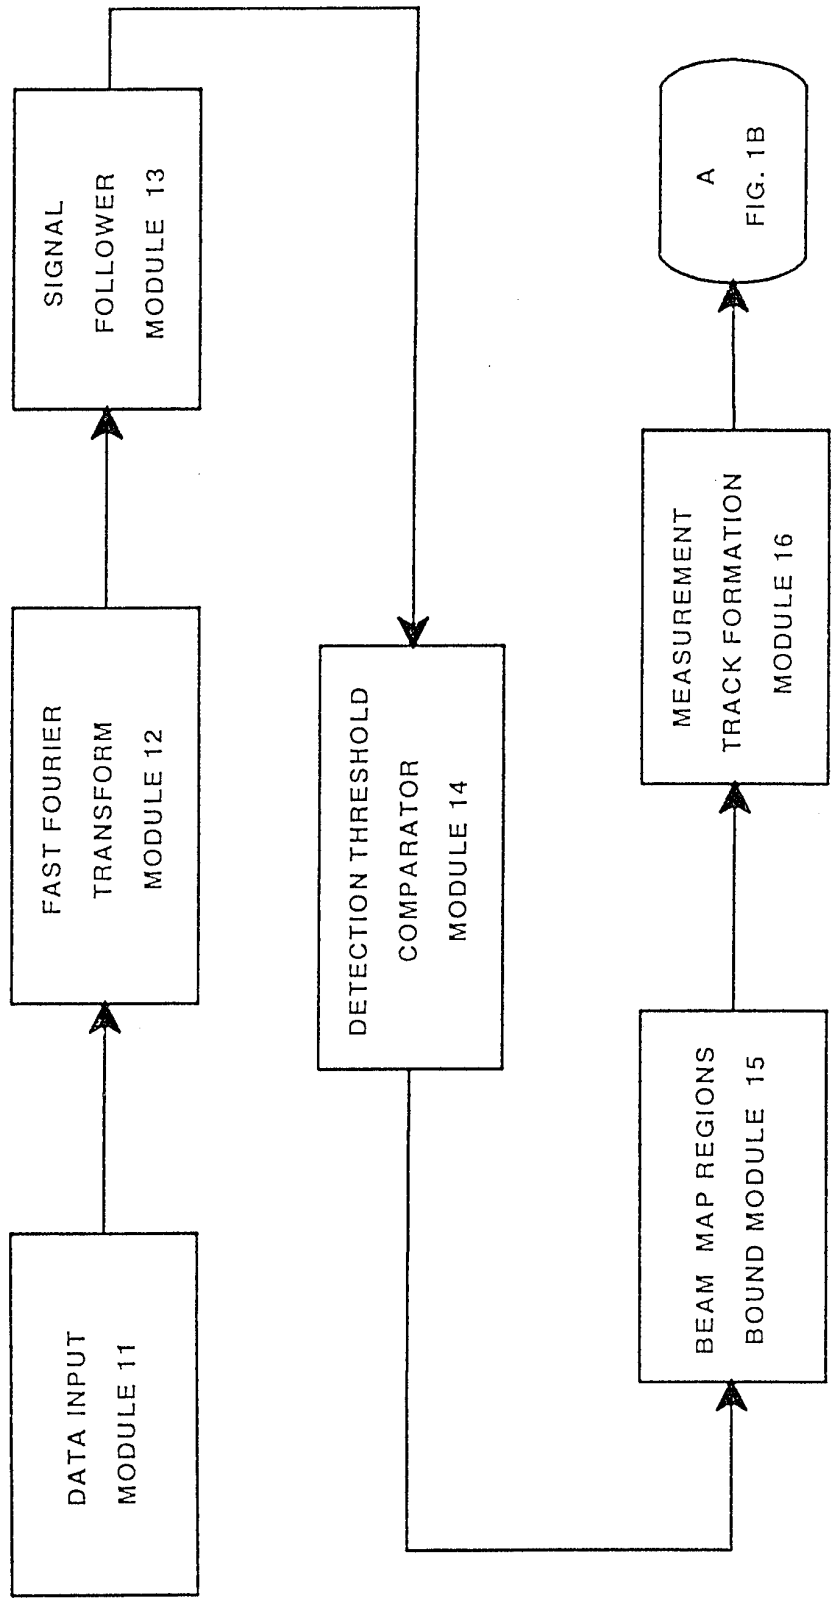 DATA INPUT
MODULE 11
FAST FOURIER
TRANSFORM
MODULE 12
SIGNAL
FOLLOWER
MODULE 13
DETECTION THRESHOLD
COMPARATOR
MODULE 14
BEAM MAP REGIONS
BOUND MODULE 15
MEASUREMENT
TRACK FORMATION
MODULE 16
A
FIG. 1B